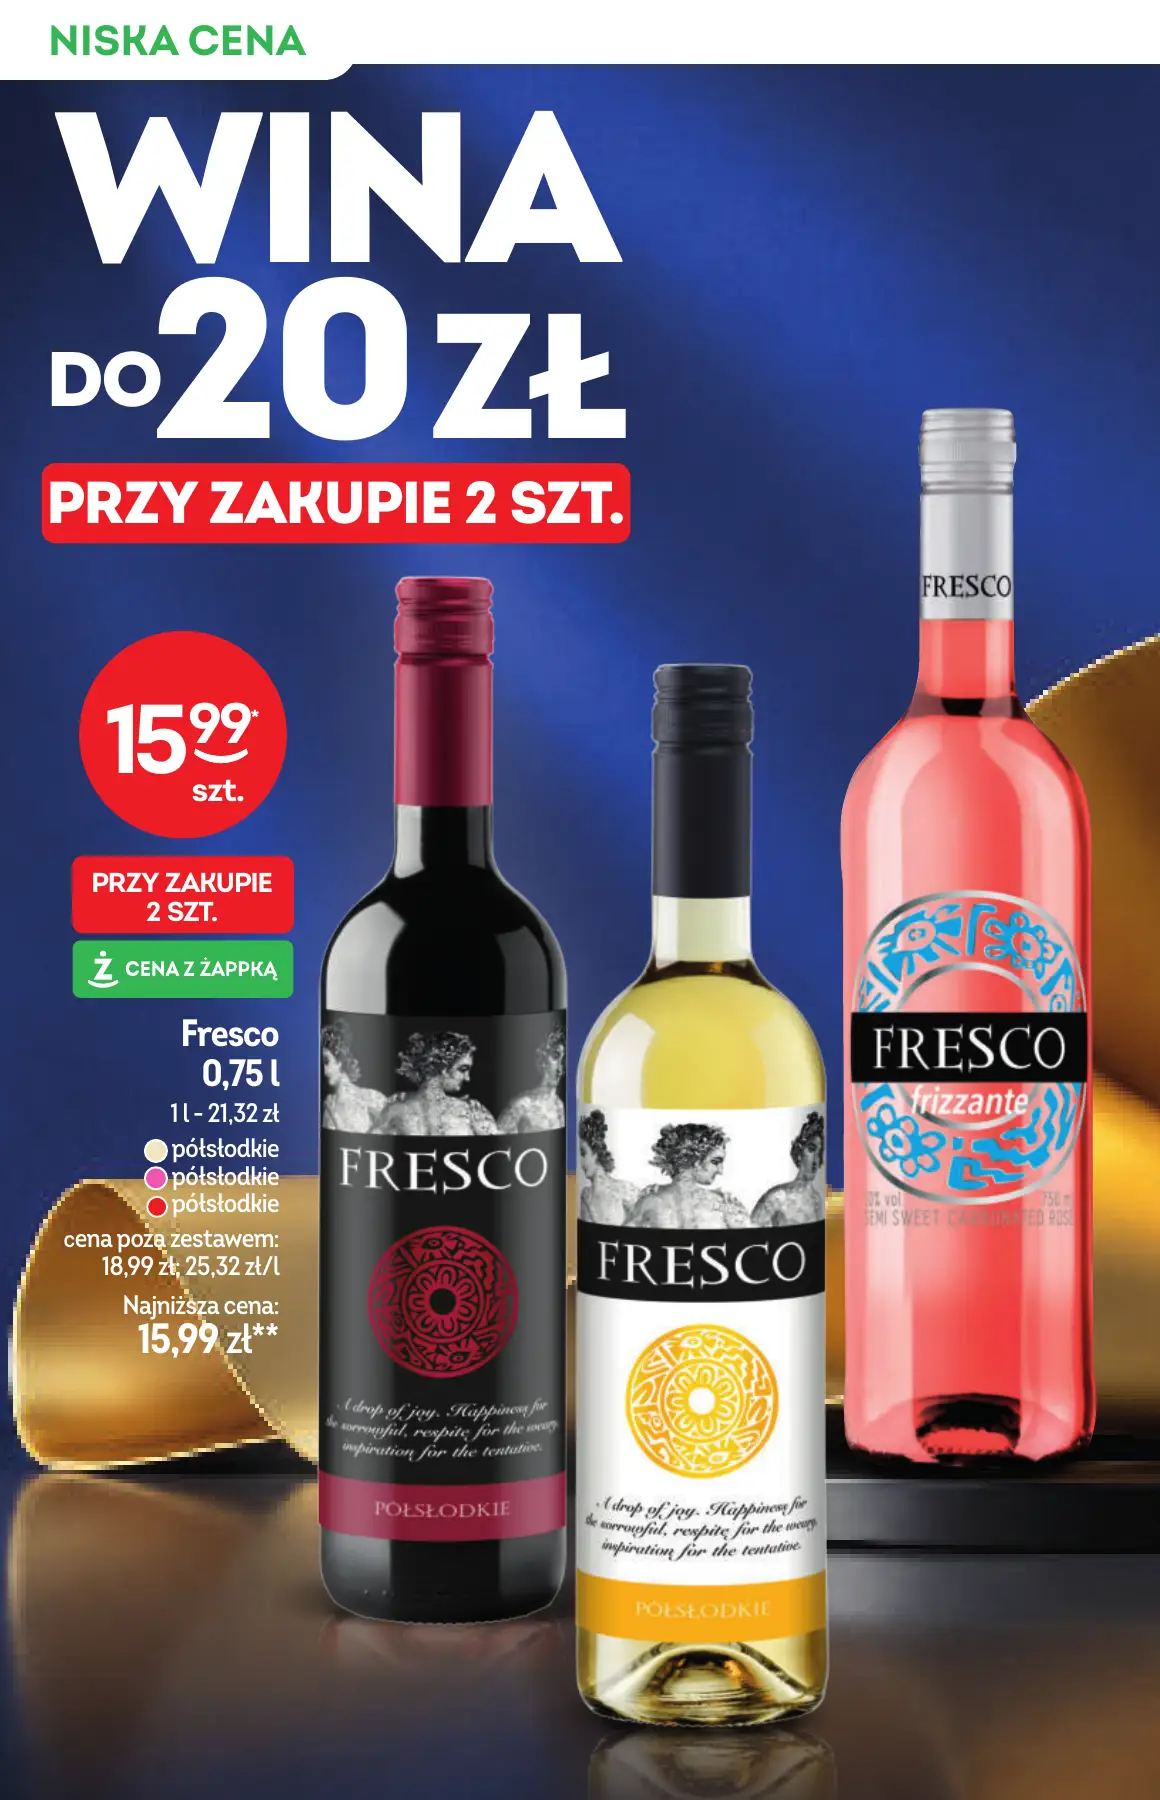 NISKA CENA
WINA
DO 20 ZŁ
PRZY ZAKUPIE 2 SZT.
15 99*
szt.
PRZY ZAKUPIE
2 SZT.
Ż CENA Z ŻAPPKĄ
Fresco
0,75 l
1 l - 21,32 zł
półsłodkie
półsłodkie
półsłodkie
cena poza zestawem:
18,99 zł; 25,32 zł/l
Najniższa cena:
15,99 zł**
FRESCO
A drop of joy. Happiness for
the sorrowful, respite for the weary,
inspiration for the tentative.
PÓŁSŁODKIE
FRESCO
A drop of joy. Happiness for
the sorrowful, respite for the weary,
inspiration for the tentative.
PÓŁSŁODKIE
FRESCO
FRESCO
frizzante
vol 750
SEMI SWEET CARBONATED ROSÉ